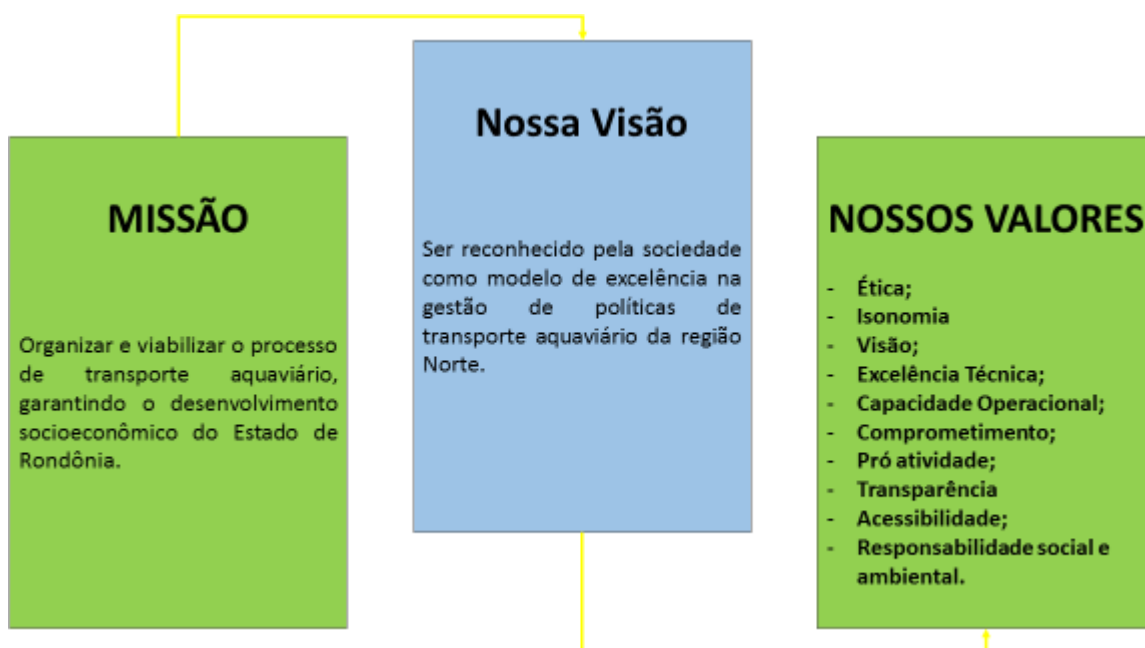 MISSÃO
Organizar e viabilizar o processo
de transporte aquaviário,
garantindo o desenvolvimento
socioeconômico do Estado de
Rondônia.
Nossa Visão
Ser reconhecido pela sociedade
como modelo de excelência na
gestão de políticas de
transporte aquaviário da região
Norte.
NOSSOS VALORES
- Ética;
- Isonomia
- Visão;
- Excelência Técnica;
- Capacidade Operacional;
- Comprometimento;
- Pró atividade;
- Transparência
- Acessibilidade;
- Responsabilidade social e
ambiental.